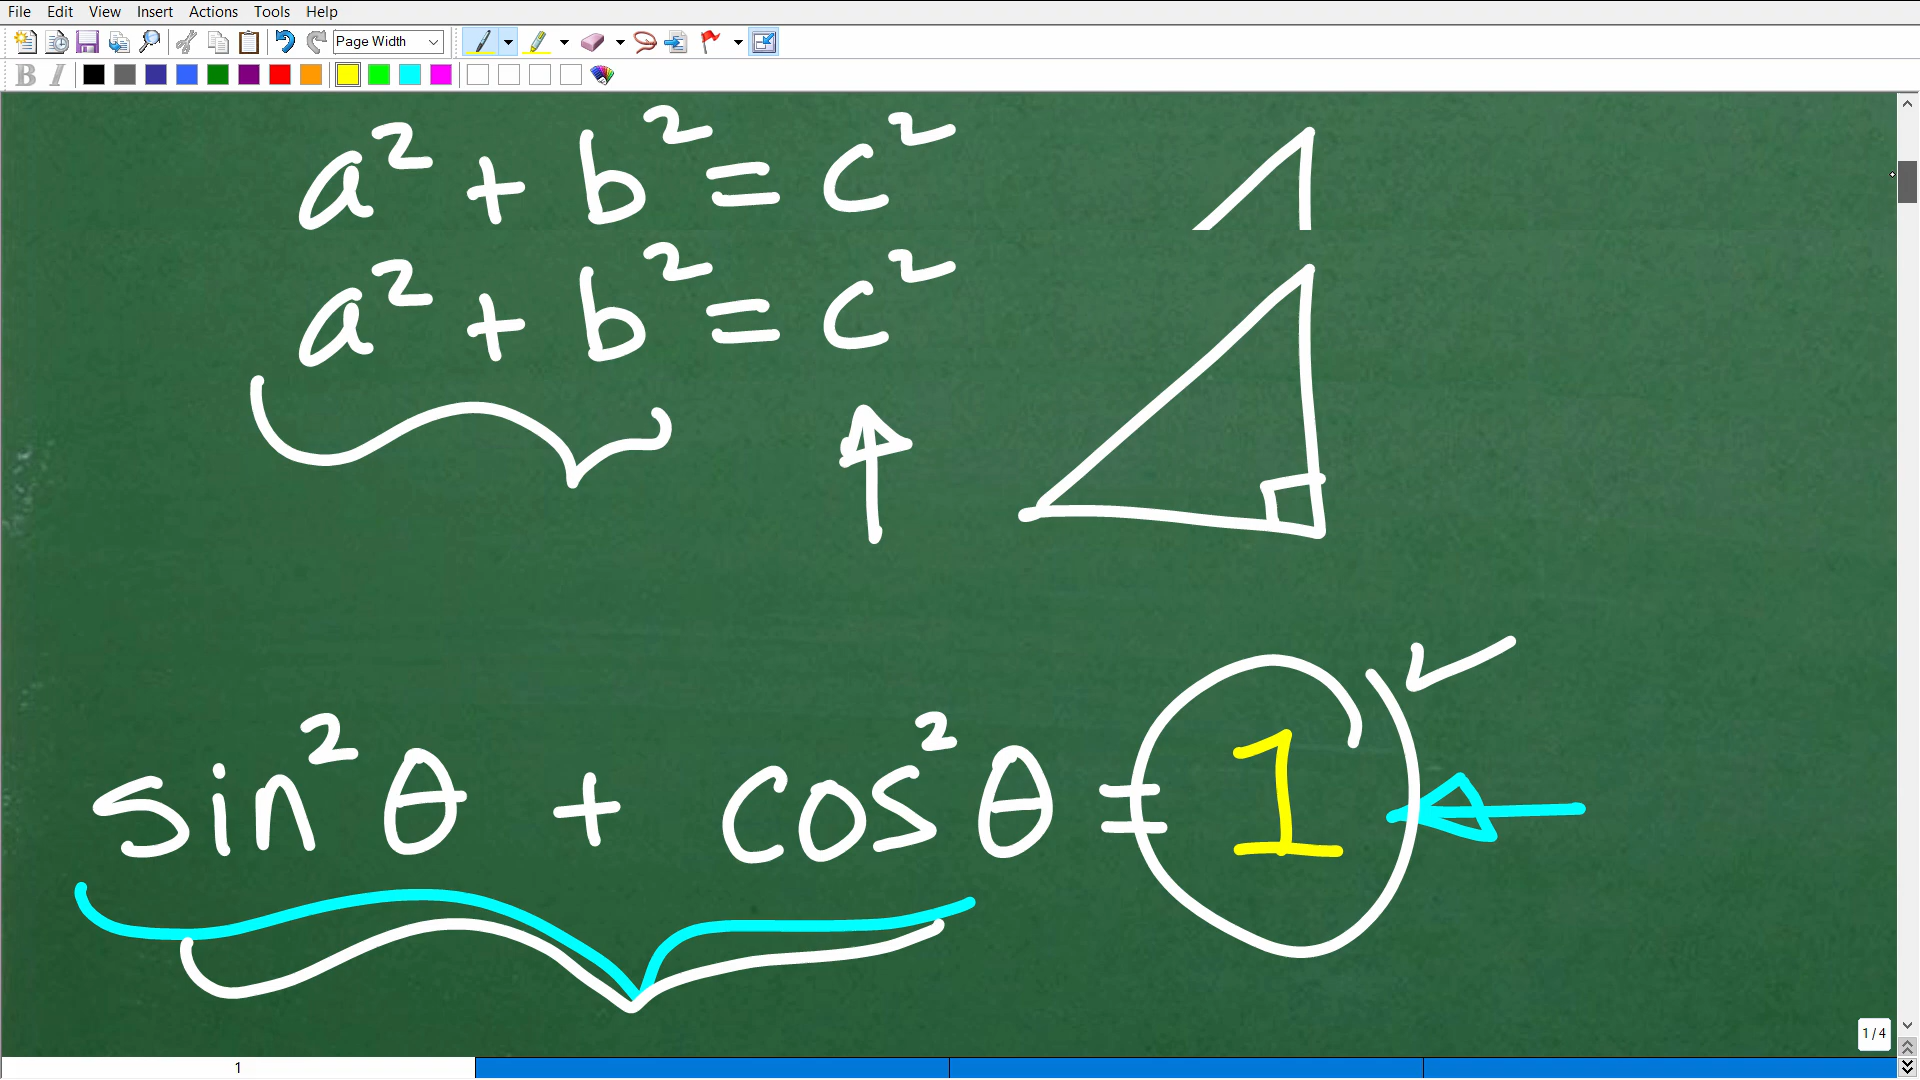 File Edit View Insert Actions Tools Help
Page Width
B I
a² + b² = c²
a² + b² = c²
sin²θ + cos²θ = 1
1 / 4
1